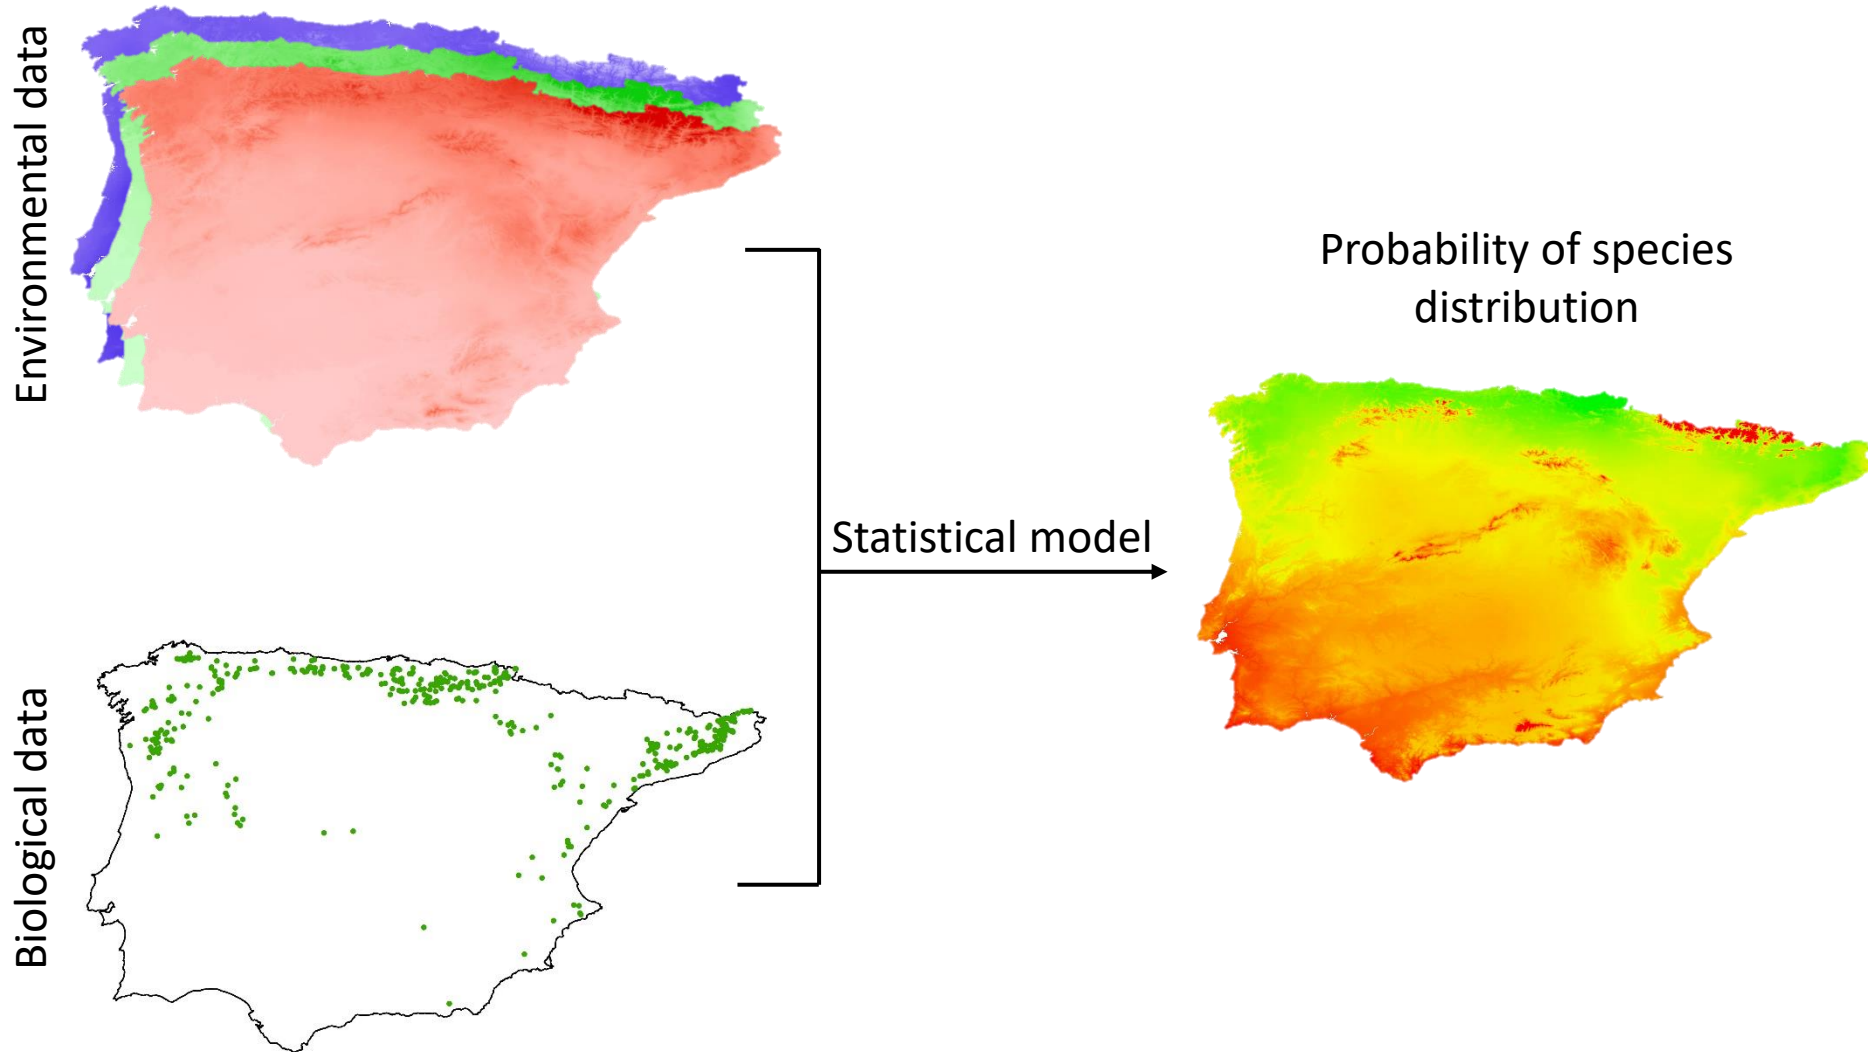 Environmental data
Probability of species
distribution
Statistical model
Biological data